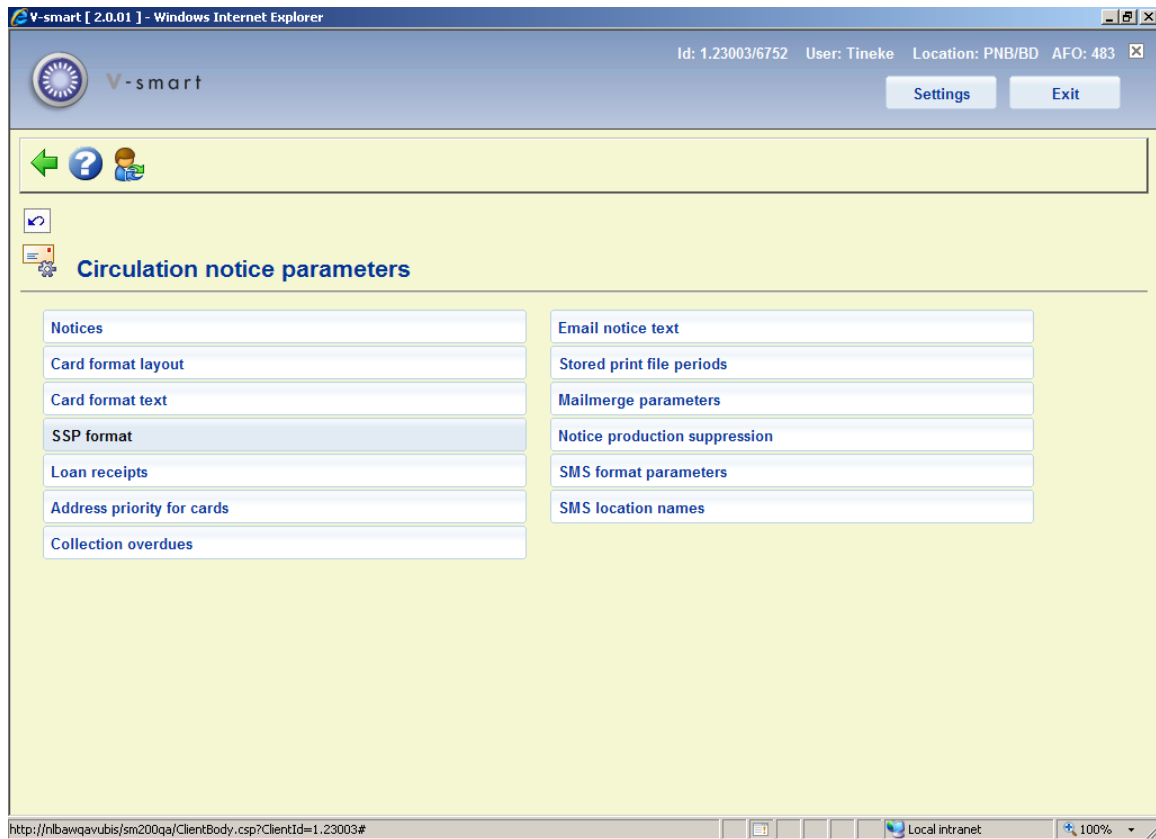 V-smart [ 2.0.01 ] - Windows Internet Explorer
Id: 1.23003/6752 User: Tineke Location: PNB/BD AFO: 483
V-smart
Settings Exit
Circulation notice parameters
Notices
Card format layout
Card format text
SSP format
Loan receipts
Address priority for cards
Collection overdues
Email notice text
Stored print file periods
Mailmerge parameters
Notice production suppression
SMS format parameters
SMS location names
http://nlbawqavubis/sm200qa/ClientBody.csp?ClientId=1.23003# Local intranet 100%